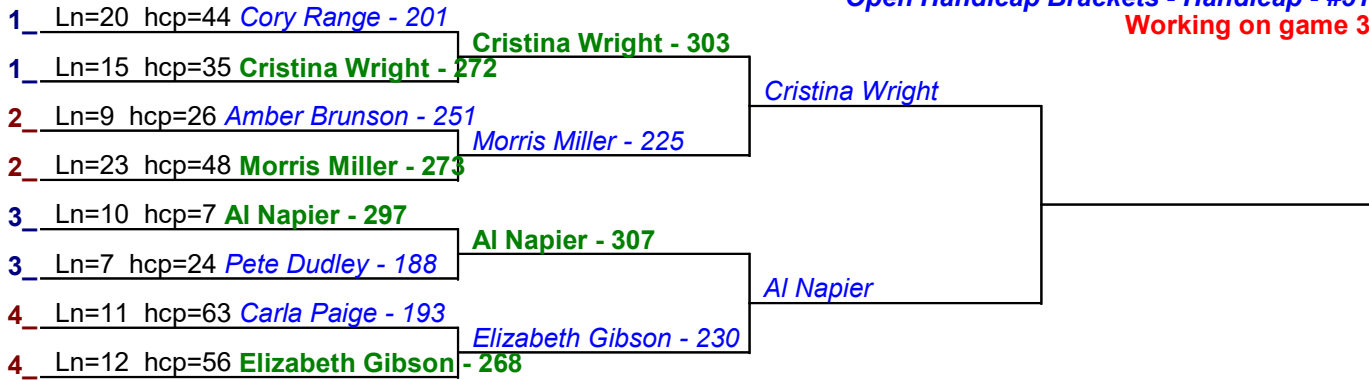 Open Handicap Brackets - Handicap - #31
Working on game 3
1_ Ln=20 hcp=44 Cory Range - 201
Cristina Wright - 303
1_ Ln=15 hcp=35 Cristina Wright - 272
Cristina Wright
2_ Ln=9 hcp=26 Amber Brunson - 251
Morris Miller - 225
2_ Ln=23 hcp=48 Morris Miller - 273
3_ Ln=10 hcp=7 Al Napier - 297
Al Napier - 307
3_ Ln=7 hcp=24 Pete Dudley - 188
Al Napier
4_ Ln=11 hcp=63 Carla Paige - 193
Elizabeth Gibson - 230
4_ Ln=12 hcp=56 Elizabeth Gibson - 268